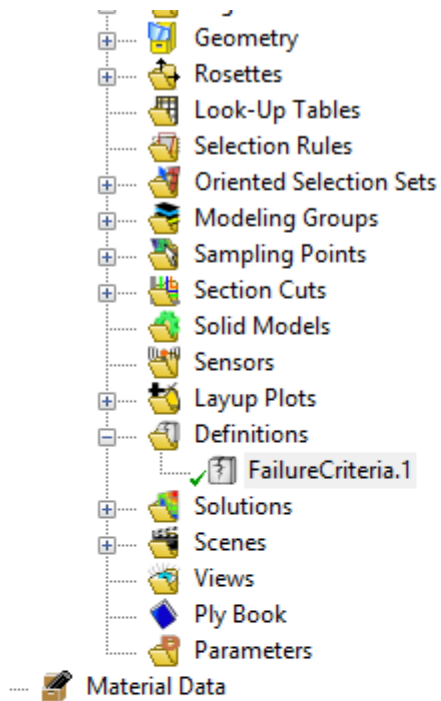 Geometry
Rosettes
Look-Up Tables
Selection Rules
Oriented Selection Sets
Modeling Groups
Sampling Points
Section Cuts
Solid Models
Sensors
Layup Plots
Definitions
FailureCriteria.1
Solutions
Scenes
Views
Ply Book
Parameters
Material Data